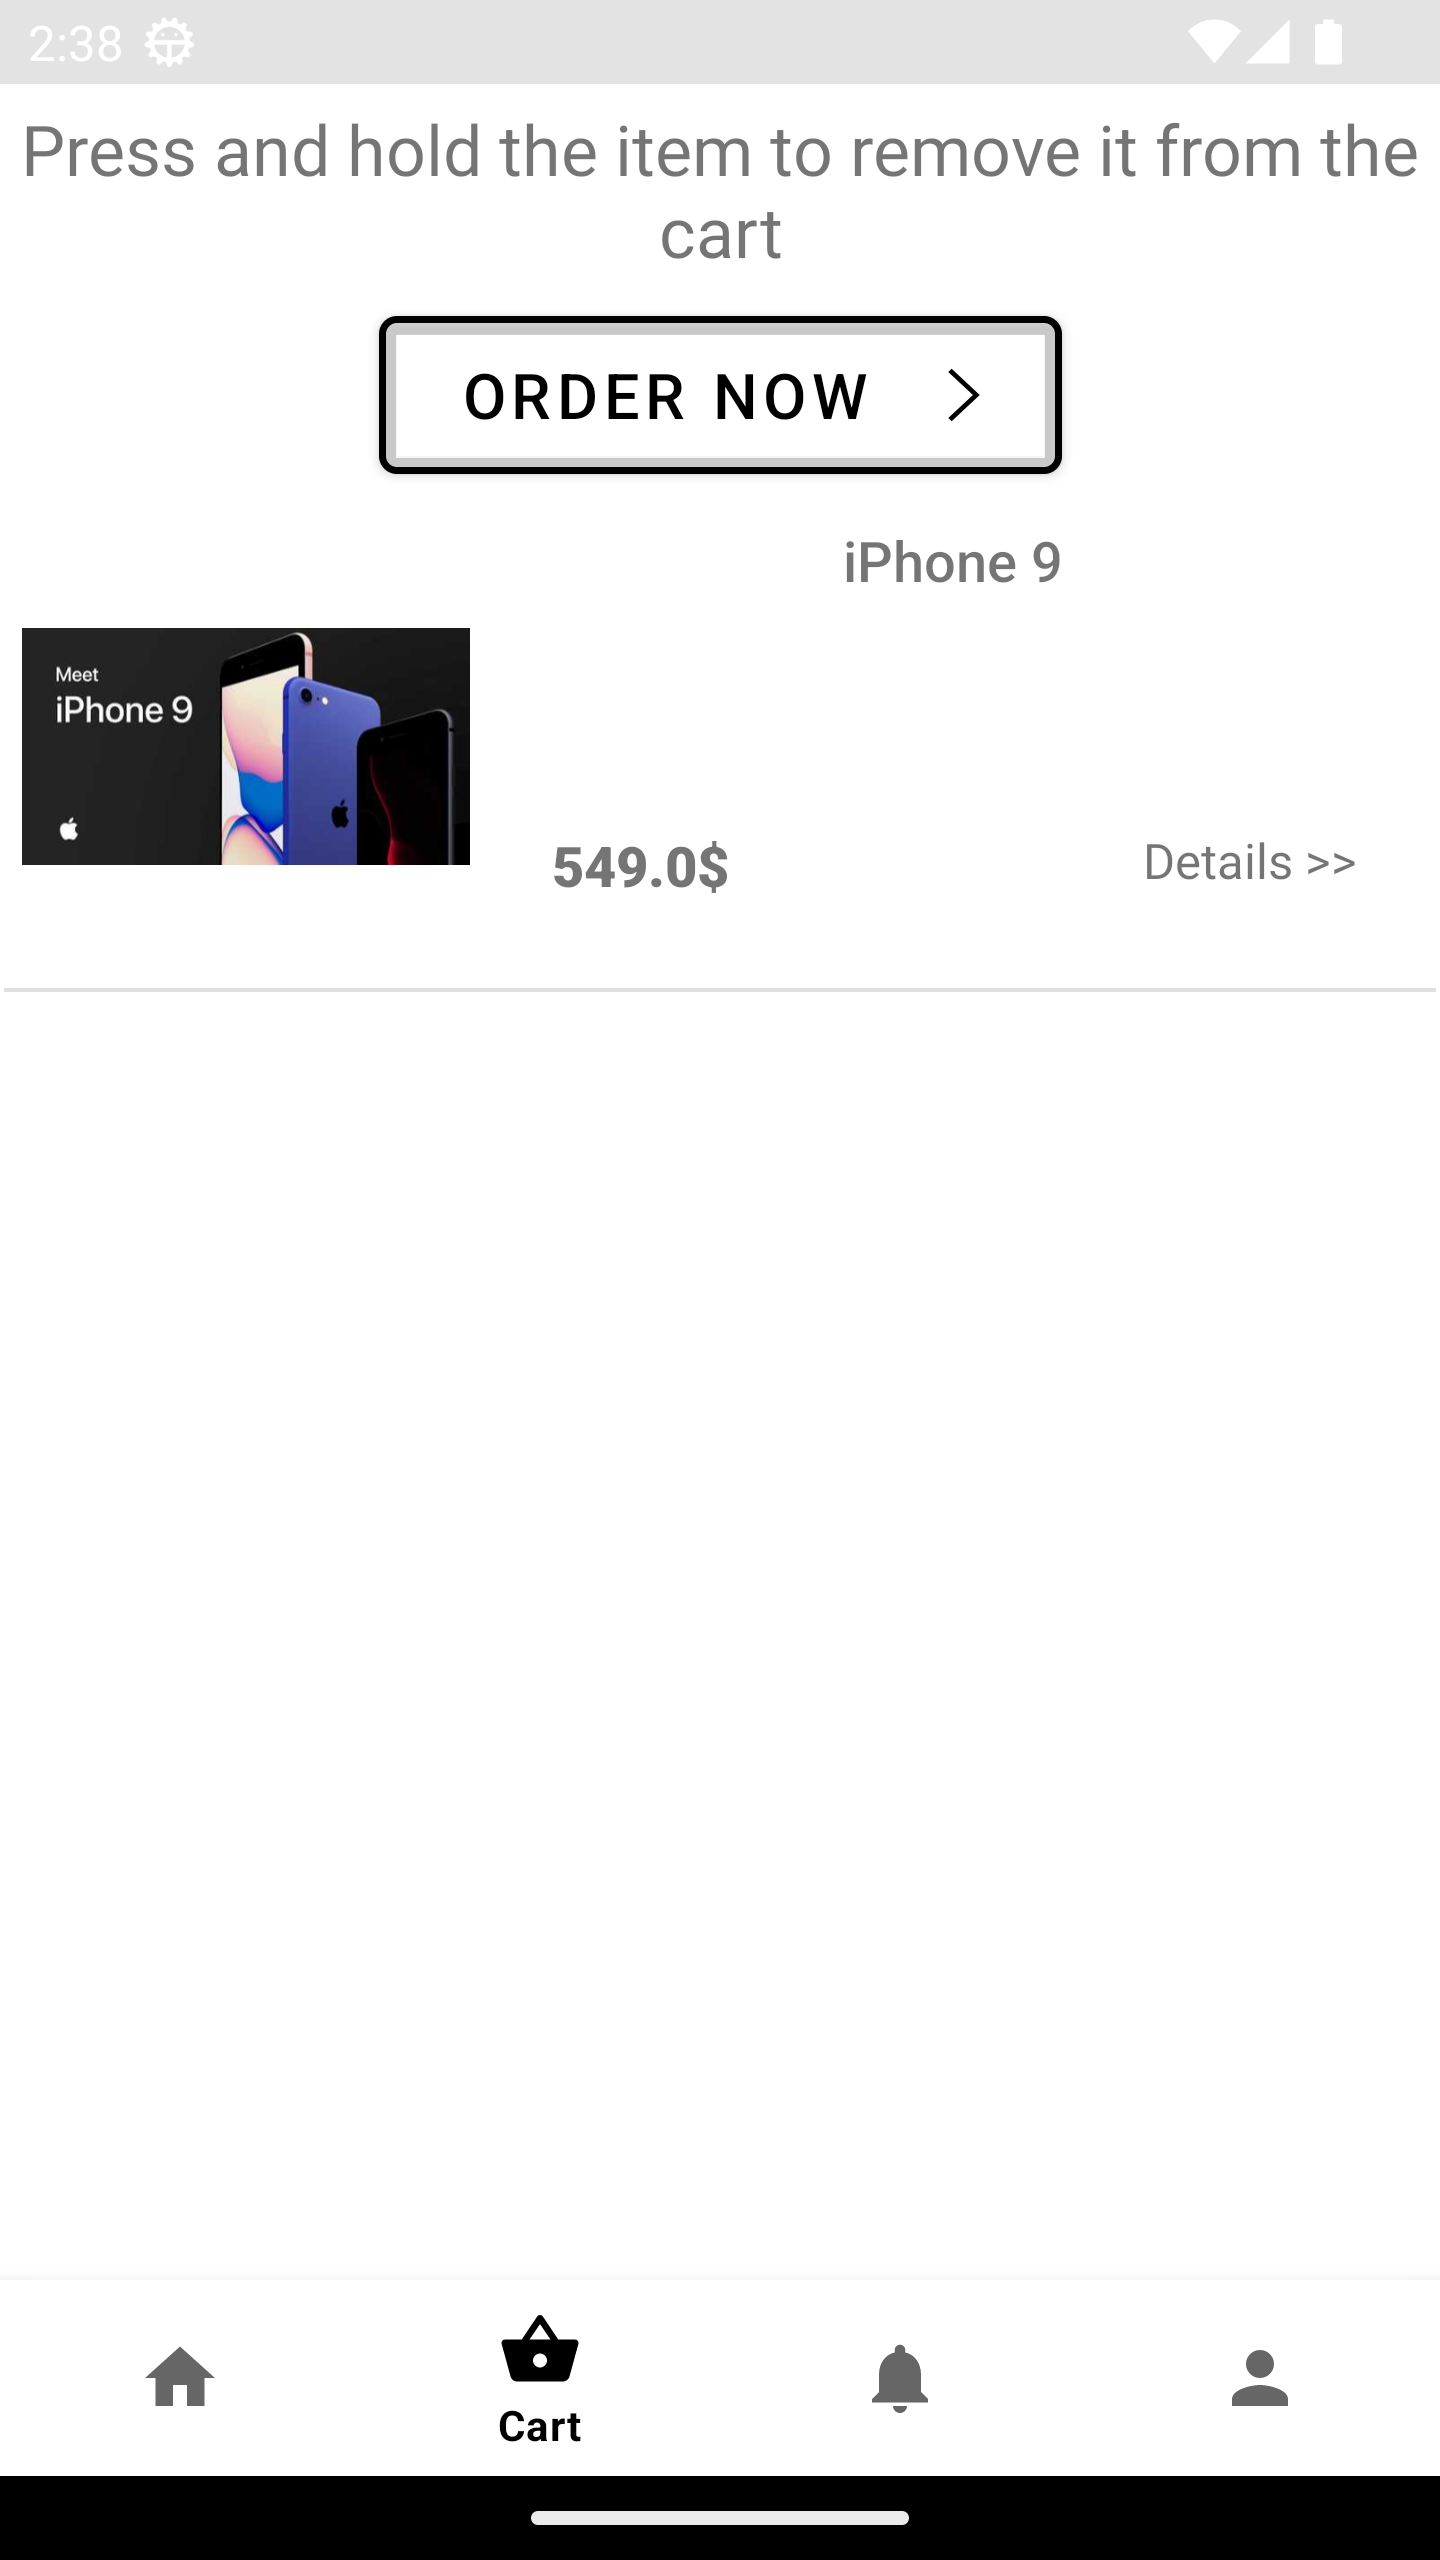 2:38
Press and hold the item to remove it from the
cart
ORDER NOW
iPhone 9
Meet
iPhone 9
549.0$
Details >>
Cart